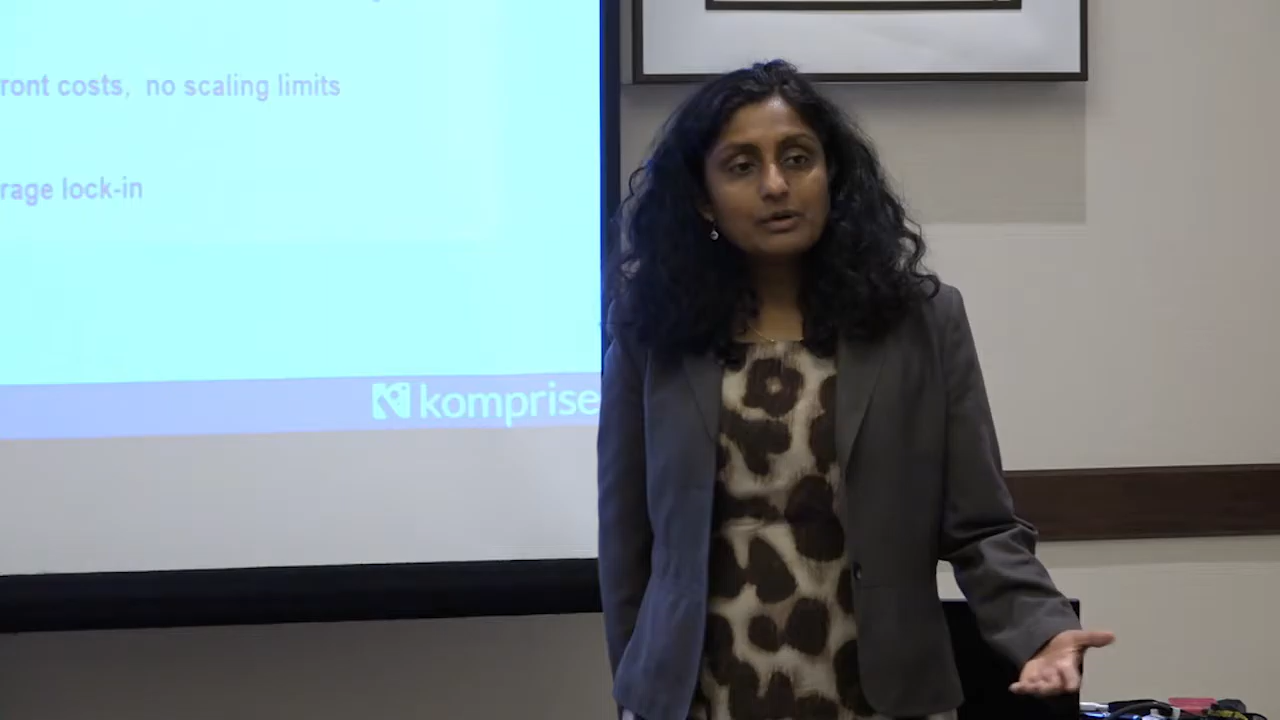 ront costs, no scaling limits
rage lock-in
komprise